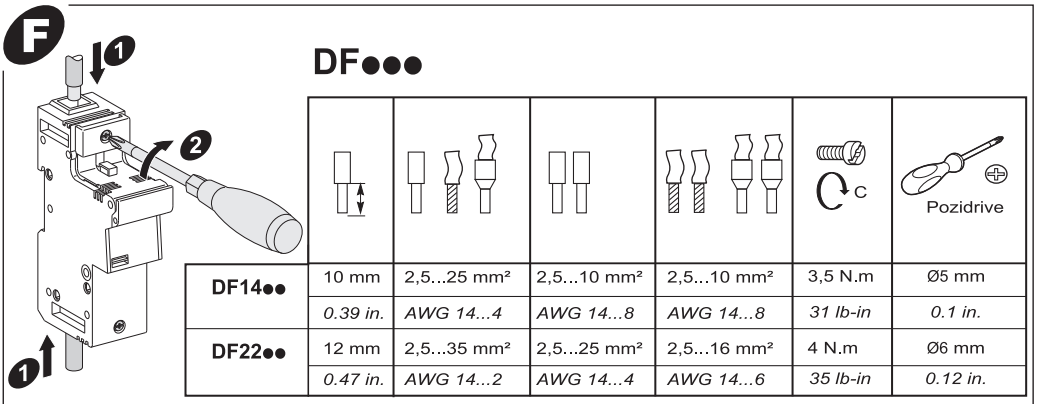 F
1
2
1
DF●●●
C
Pozidrive
DF14●● 10 mm 2,5...25 mm² 2,5...10 mm² 2,5...10 mm² 3,5 N.m Ø5 mm
0.39 in. AWG 14...4 AWG 14...8 AWG 14...8 31 lb-in 0.1 in.
DF22●● 12 mm 2,5...35 mm² 2,5...25 mm² 2,5...16 mm² 4 N.m Ø6 mm
0.47 in. AWG 14...2 AWG 14...4 AWG 14...6 35 lb-in 0.12 in.